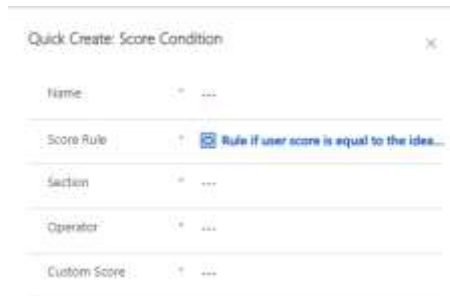 Quick Create: Score Condition ×
Name * ---
Score Rule * Rule if user score is equal to the idea...
Section * ---
Operator * ---
Custom Score * ---